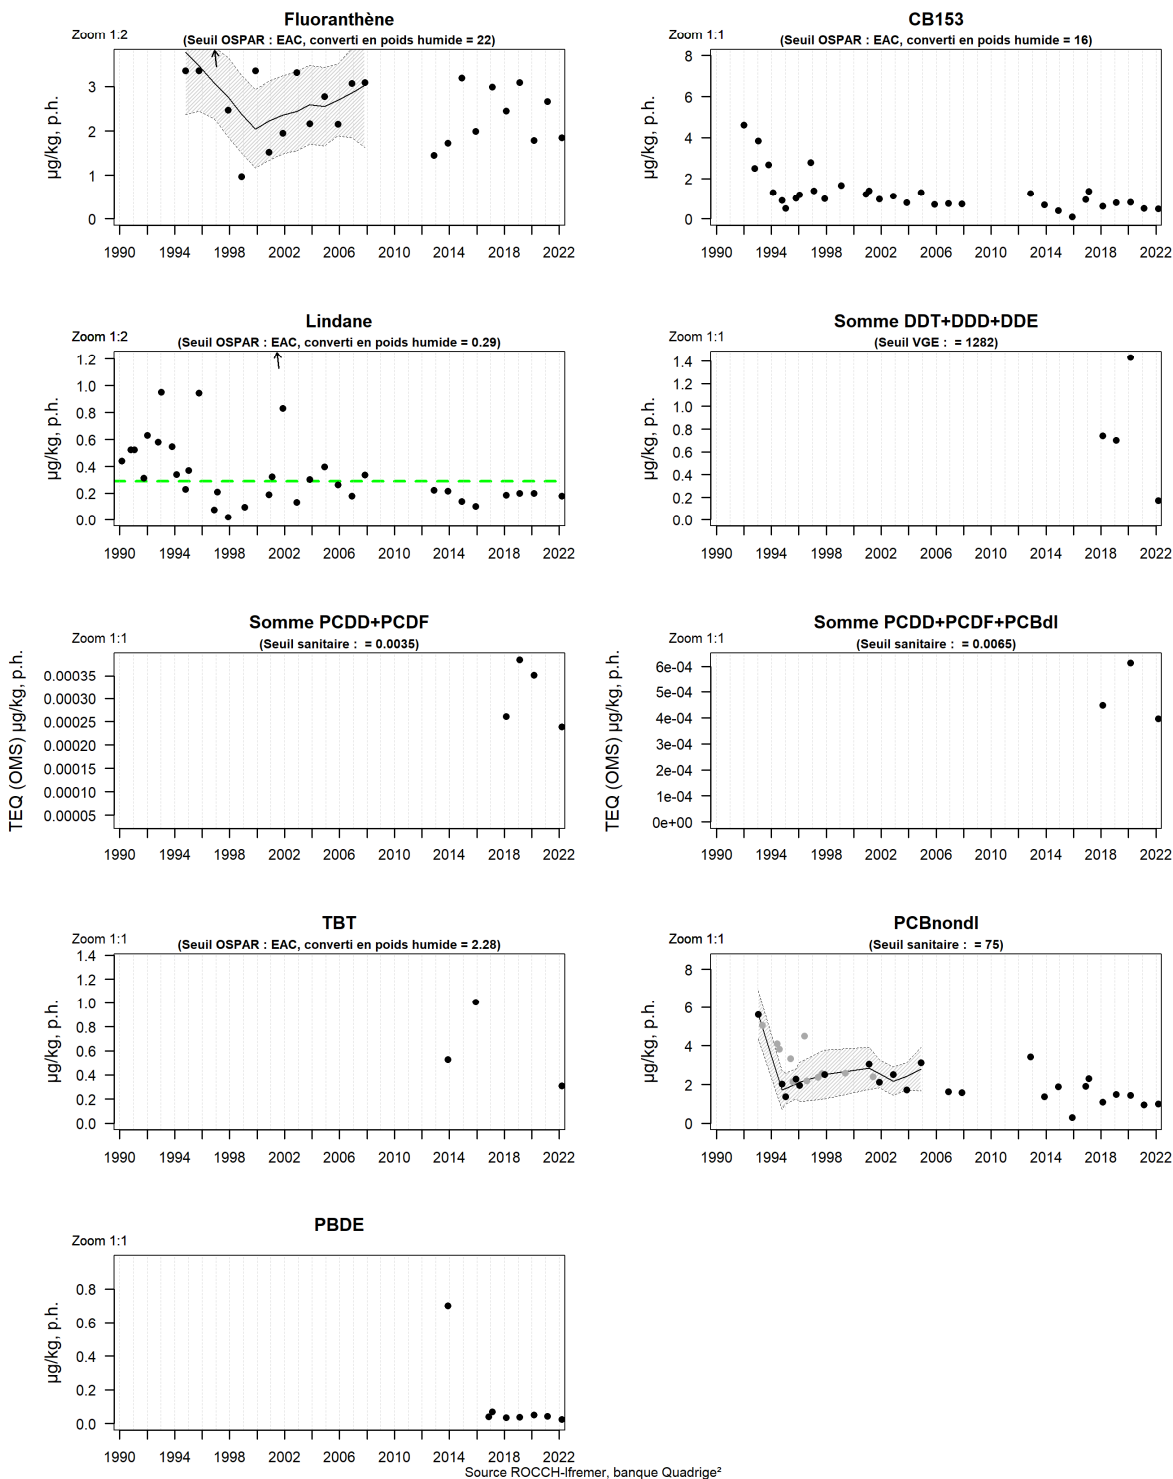 Fluoranthène
Zoom 1:2
(Seuil OSPAR : EAC, converti en poids humide = 22)
µg/kg, p.h.
3
2
1
0
1990 1994 1998 2002 2006 2010 2014 2018 2022
CB153
Zoom 1:1
(Seuil OSPAR : EAC, converti en poids humide = 16)
µg/kg, p.h.
8
6
4
2
0
1990 1994 1998 2002 2006 2010 2014 2018 2022
Lindane
Zoom 1:2
(Seuil OSPAR : EAC, converti en poids humide = 0.29)
µg/kg, p.h.
1.2
1.0
0.8
0.6
0.4
0.2
0.0
1990 1994 1998 2002 2006 2010 2014 2018 2022
Somme DDT+DDD+DDE
Zoom 1:1
(Seuil VGE : = 1282)
µg/kg, p.h.
1.4
1.2
1.0
0.8
0.6
0.4
0.2
0.0
1990 1994 1998 2002 2006 2010 2014 2018 2022
Somme PCDD+PCDF
Zoom 1:1
(Seuil sanitaire : = 0.0035)
TEQ (OMS) µg/kg, p.h.
0.00035
0.00030
0.00025
0.00020
0.00015
0.00010
0.00005
1990 1994 1998 2002 2006 2010 2014 2018 2022
Somme PCDD+PCDF+PCBdl
Zoom 1:1
(Seuil sanitaire : = 0.0065)
TEQ (OMS) µg/kg, p.h.
6e-04
5e-04
4e-04
3e-04
2e-04
1e-04
0e+00
1990 1994 1998 2002 2006 2010 2014 2018 2022
TBT
Zoom 1:1
(Seuil OSPAR : EAC, converti en poids humide = 2.28)
µg/kg, p.h.
1.4
1.2
1.0
0.8
0.6
0.4
0.2
0.0
1990 1994 1998 2002 2006 2010 2014 2018 2022
PCBnondl
Zoom 1:1
(Seuil sanitaire : = 75)
µg/kg, p.h.
8
6
4
2
0
1990 1994 1998 2002 2006 2010 2014 2018 2022
PBDE
Zoom 1:1
µg/kg, p.h.
0.8
0.6
0.4
0.2
0.0
1990 1994 1998 2002 2006 2010 2014 2018 2022
Source ROCCH-Ifremer, banque Quadrige²